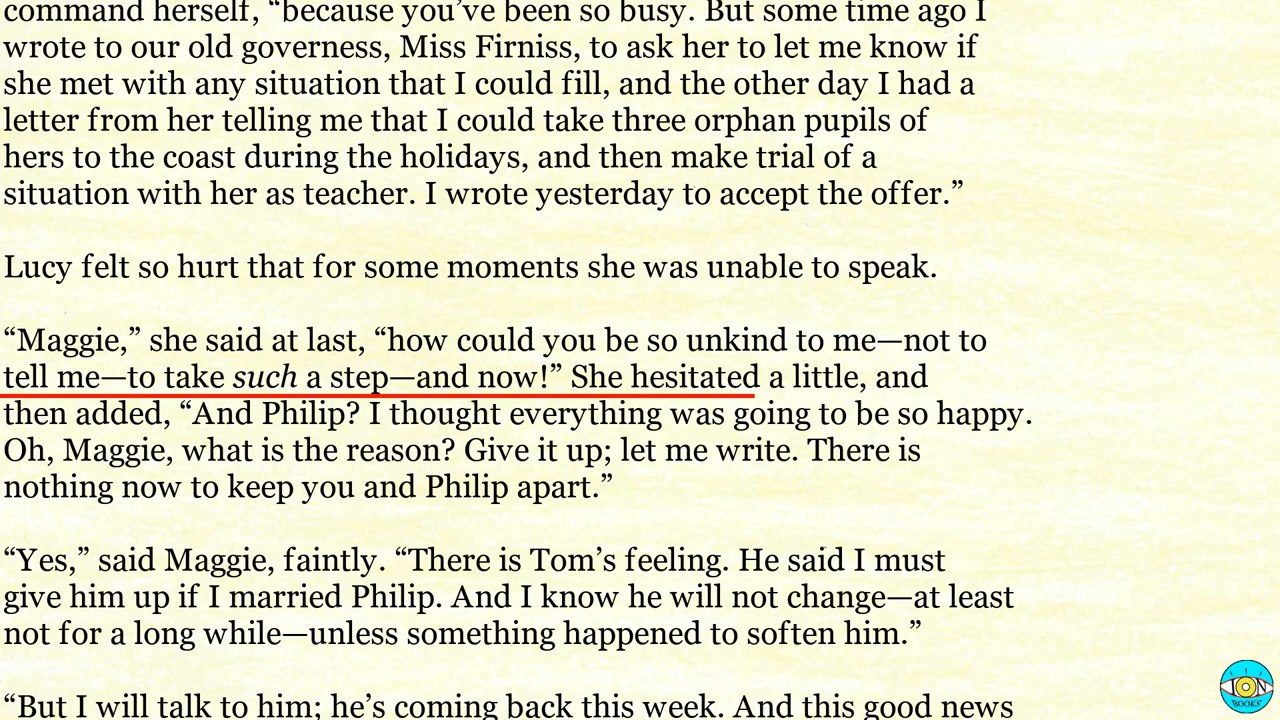 command herself, “because you’ve been so busy. But some time ago I
wrote to our old governess, Miss Firniss, to ask her to let me know if
she met with any situation that I could fill, and the other day I had a
letter from her telling me that I could take three orphan pupils of
hers to the coast during the holidays, and then make trial of a
situation with her as teacher. I wrote yesterday to accept the offer.”
Lucy felt so hurt that for some moments she was unable to speak.
“Maggie,” she said at last, “how could you be so unkind to me—not to
tell me—to take such a step—and now!” She hesitated a little, and
then added, “And Philip? I thought everything was going to be so happy.
Oh, Maggie, what is the reason? Give it up; let me write. There is
nothing now to keep you and Philip apart.”
“Yes,” said Maggie, faintly. “There is Tom’s feeling. He said I must
give him up if I married Philip. And I know he will not change—at least
not for a long while—unless something happened to soften him.”
“But I will talk to him; he’s coming back this week. And this good news
ION
BOOKS